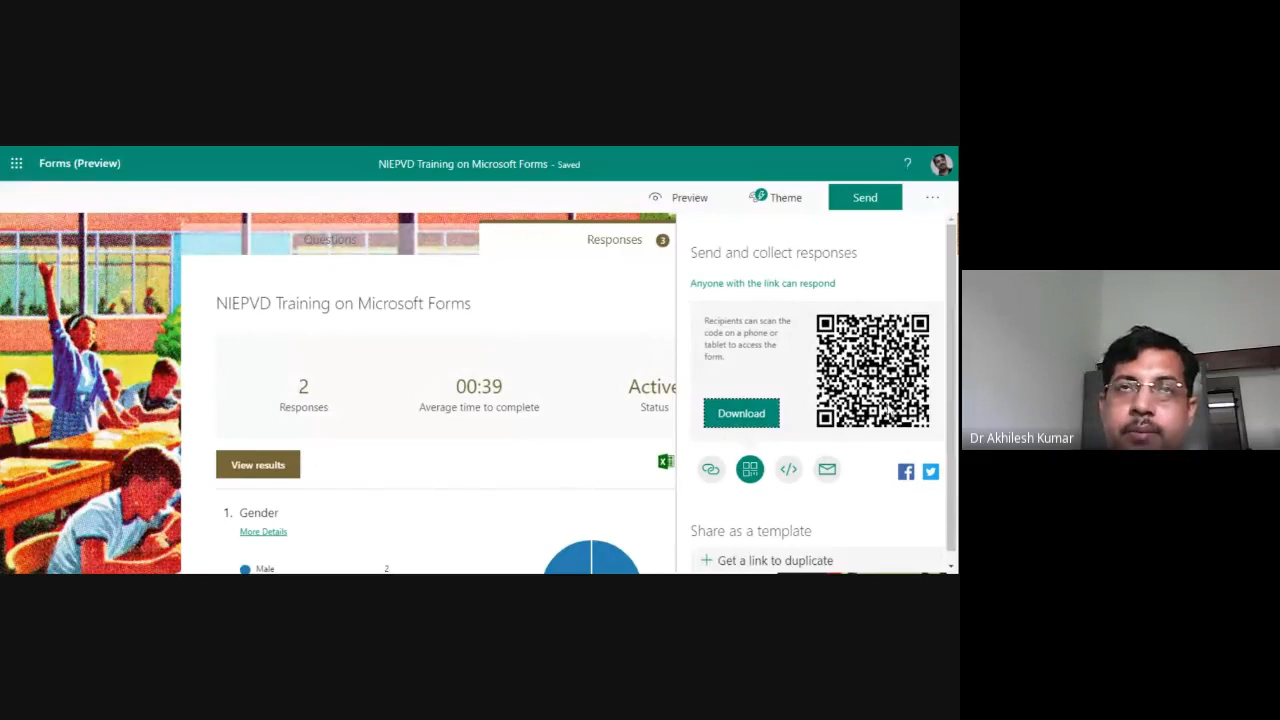 Forms (Preview)
NIEPVD Training on Microsoft Forms - Saved
?
Preview
Theme
Send
...
Questions
Responses 3
Send and collect responses
Anyone with the link can respond
NIEPVD Training on Microsoft Forms
Recipients can scan the
code on a phone or
tablet to access the
form.
Download
2
Responses
00:39
Average time to complete
Active
Status
View results
1. Gender
More Details
Male 2
Share as a template
+ Get a link to duplicate
Dr Akhilesh Kumar